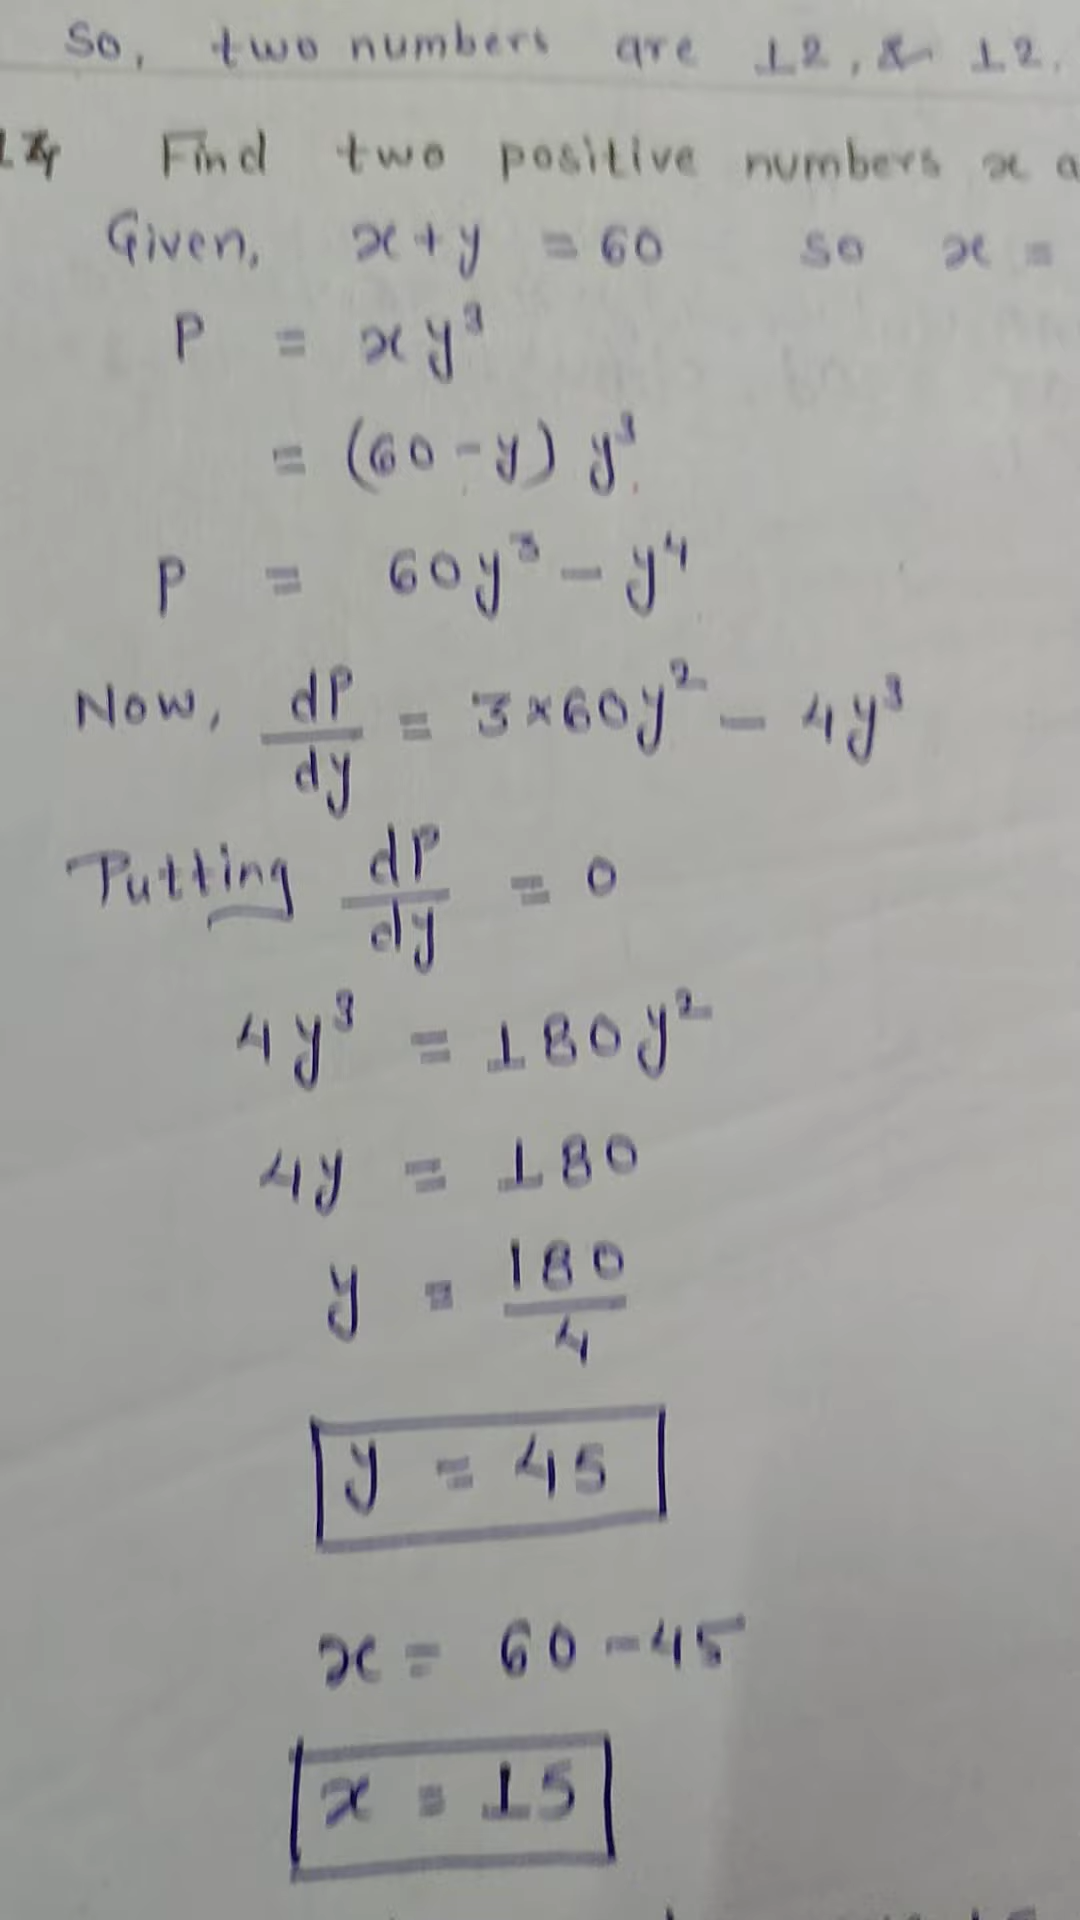 So, two numbers are 12, & 12.
Find two positive numbers x a
Given, x + y = 60 so x =
P = xy³
= (60 - y) y³
P = 60y³ - y⁴
Now, dP/dy = 3×60y² - 4y³
Putting dP/dy = 0
4y³ = 180y²
4y = 180
y = 180/4
y = 45
x = 60 - 45
x = 15